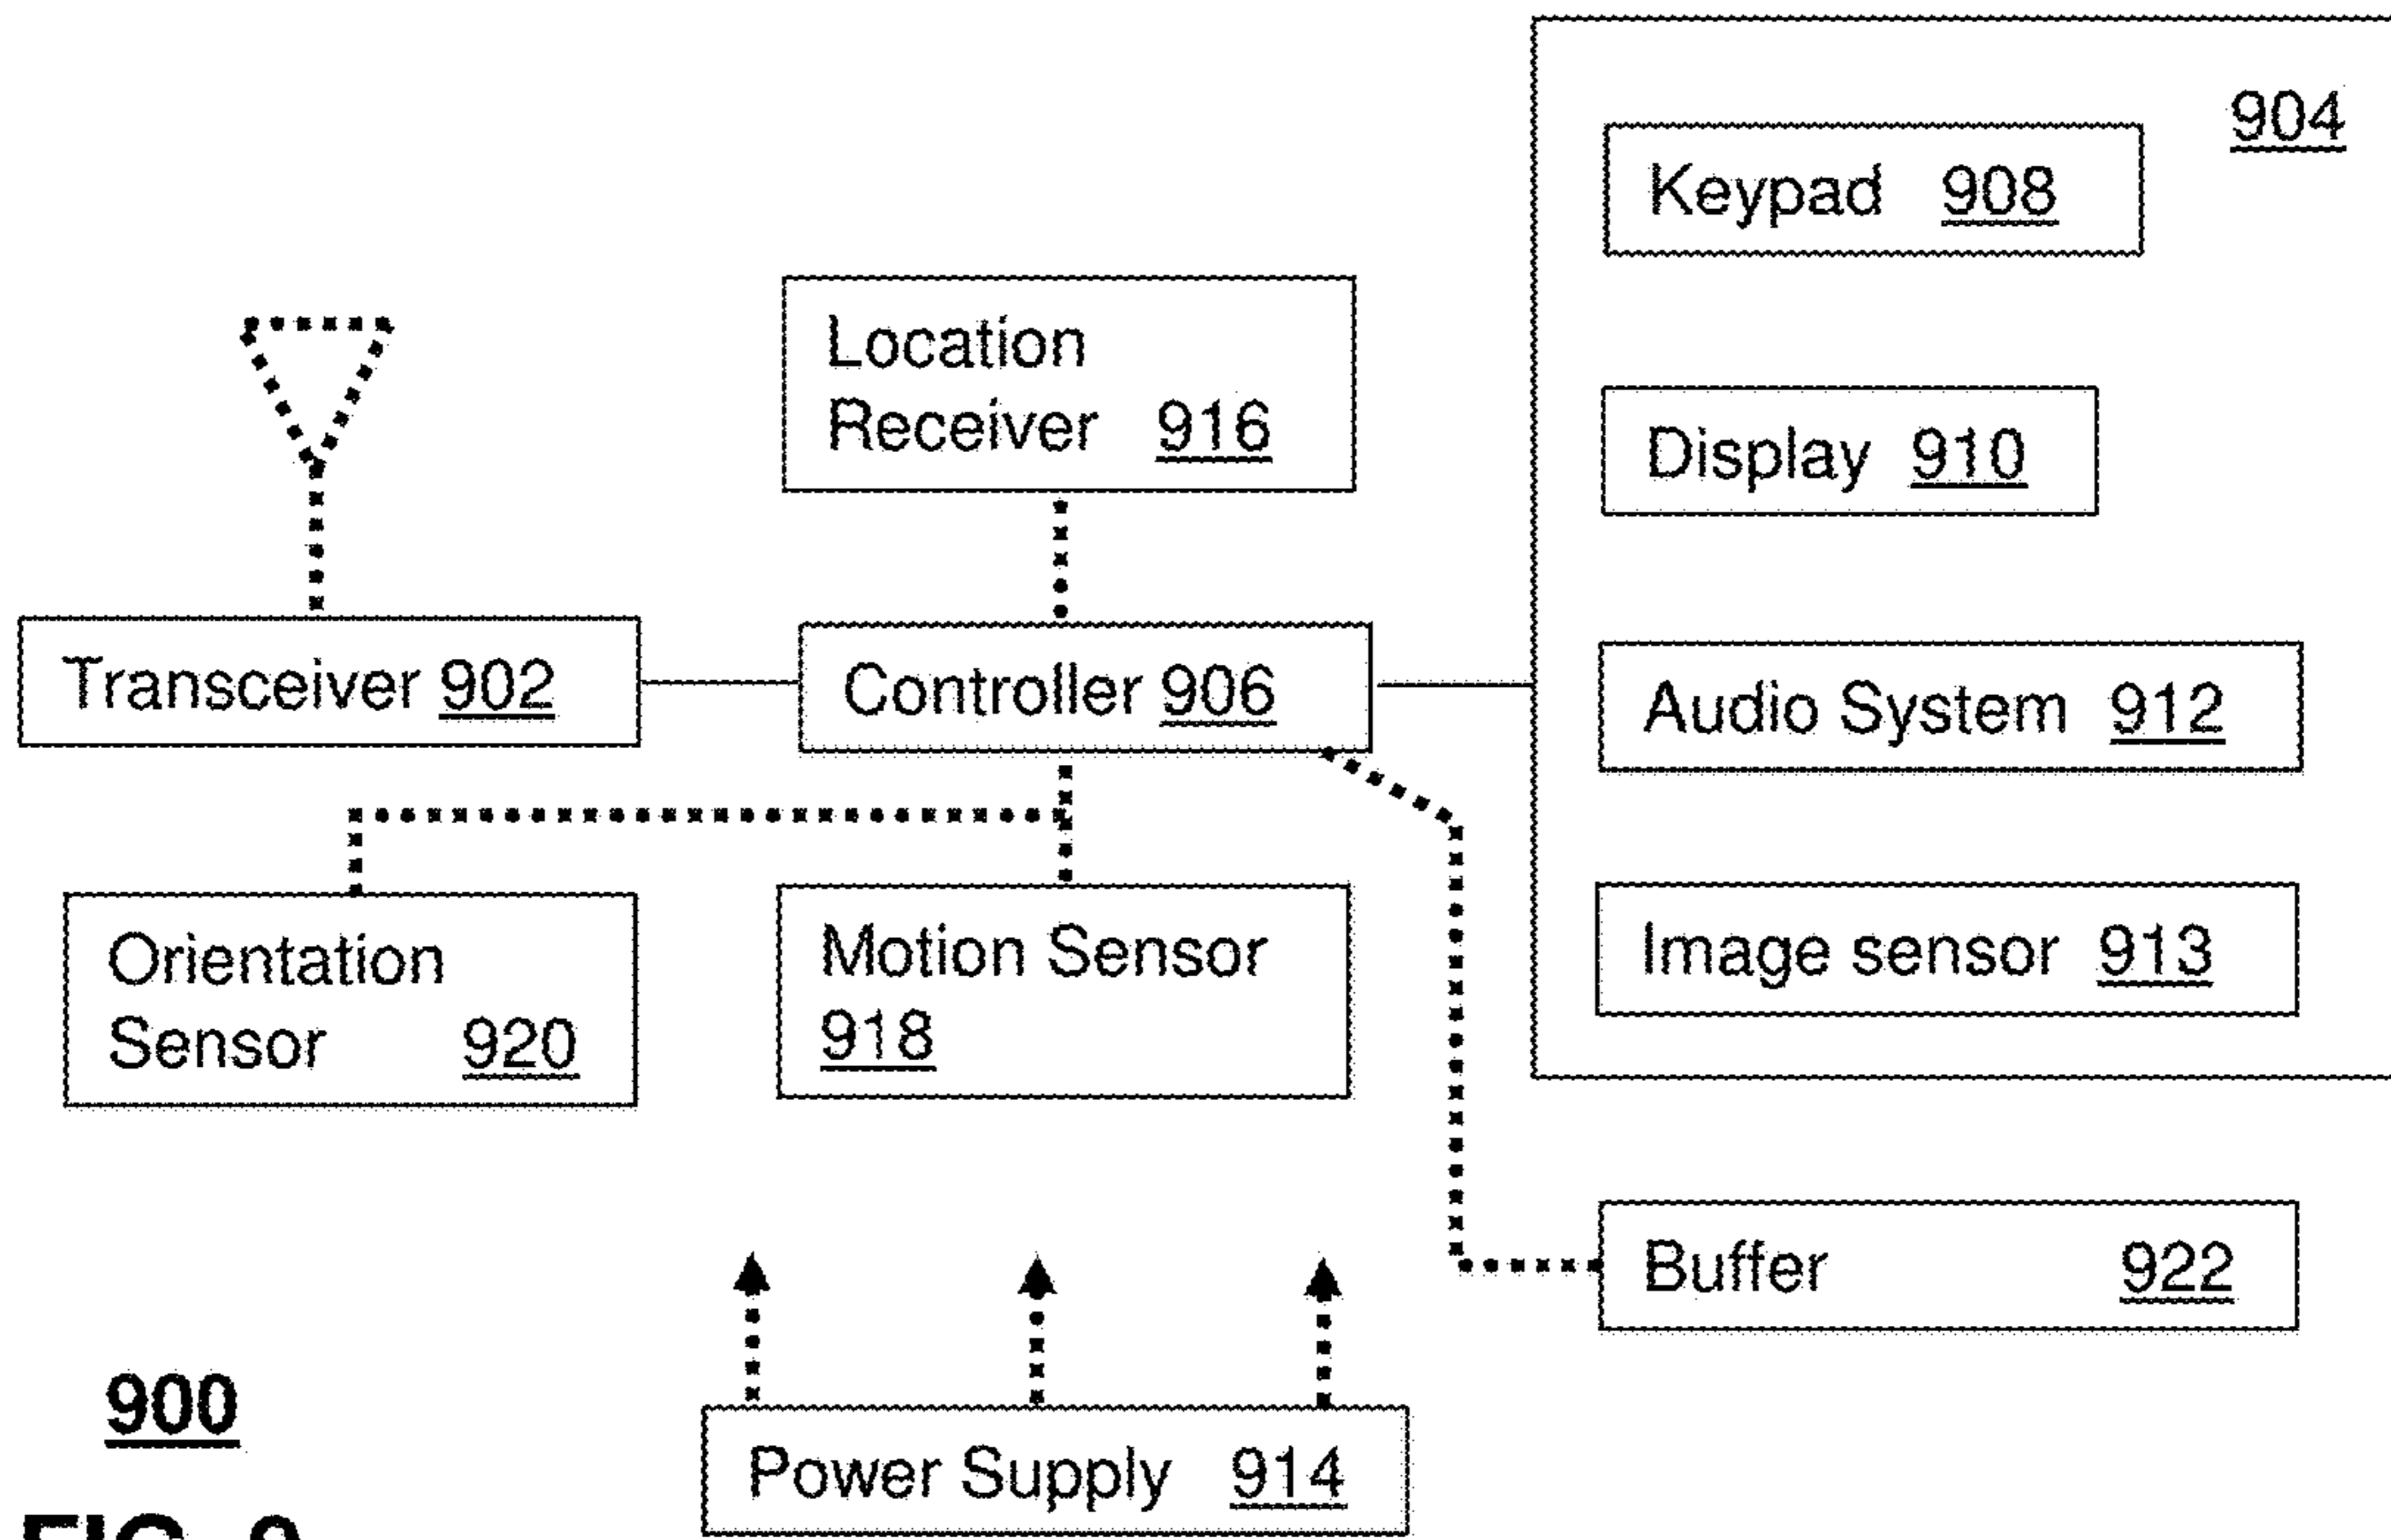 904
Keypad 908
Location
Receiver 916
Display 910
Transceiver 902
Controller 906
Audio System 912
Orientation
Sensor 920
Motion Sensor
918
Image sensor 913
Buffer 922
900
Power Supply 914
FIG.